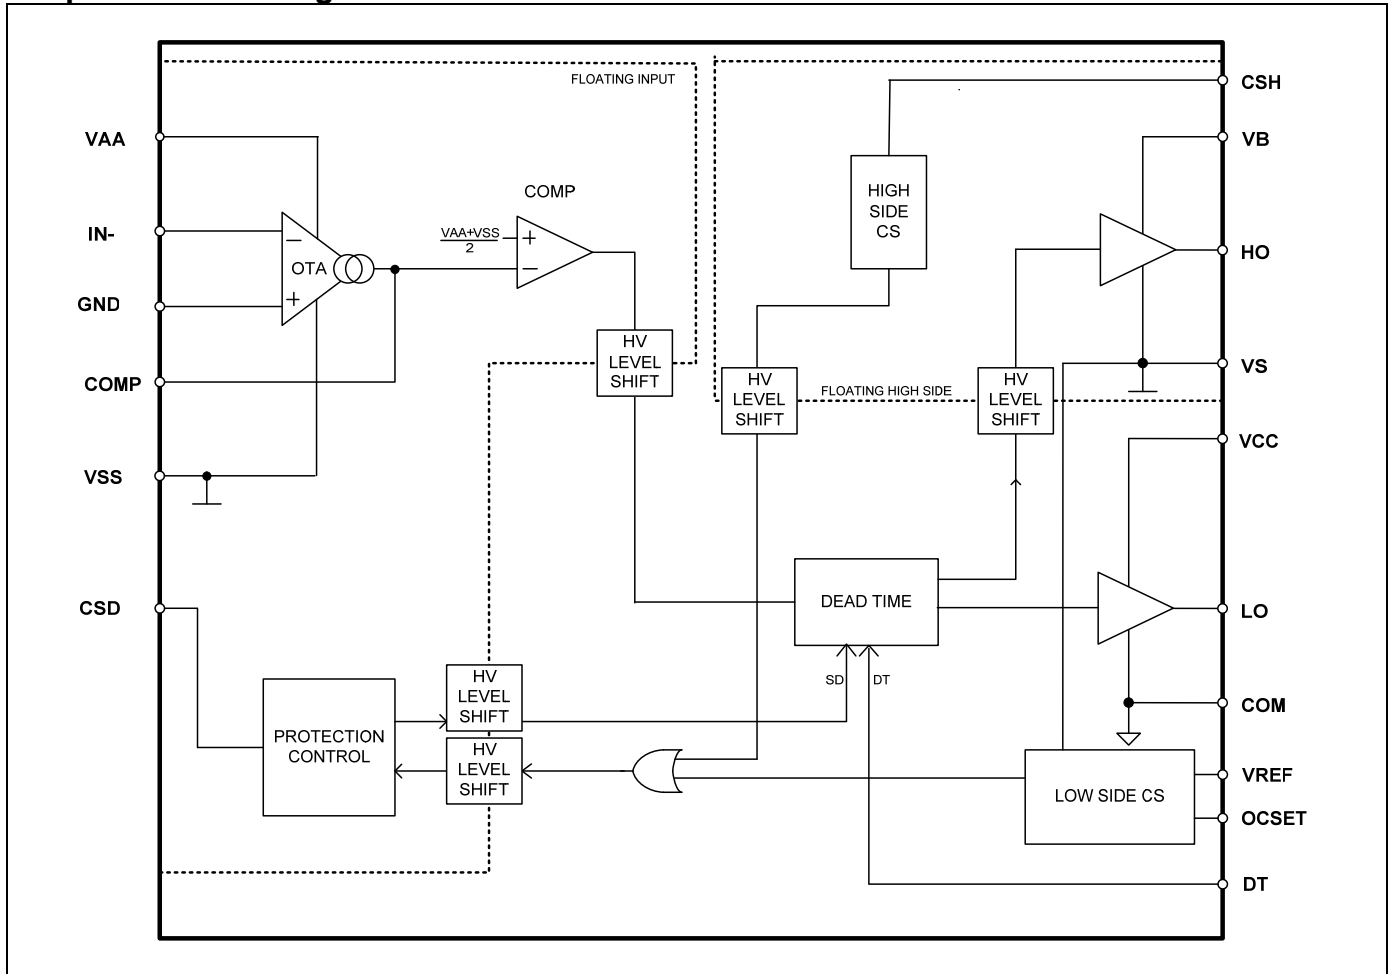 FLOATING INPUT
CSH
VAA
VB
COMP
HIGH
SIDE
CS
IN-
VAA+VSS
2
+
−
−
OTA
+
HO
GND
HV
LEVEL
SHIFT
VS
COMP
HV
LEVEL
SHIFT
FLOATING HIGH SIDE
HV
LEVEL
SHIFT
VCC
VSS
CSD
DEAD TIME
LO
SD
DT
HV
LEVEL
SHIFT
COM
PROTECTION
CONTROL
HV
LEVEL
SHIFT
VREF
LOW SIDE CS
OCSET
DT